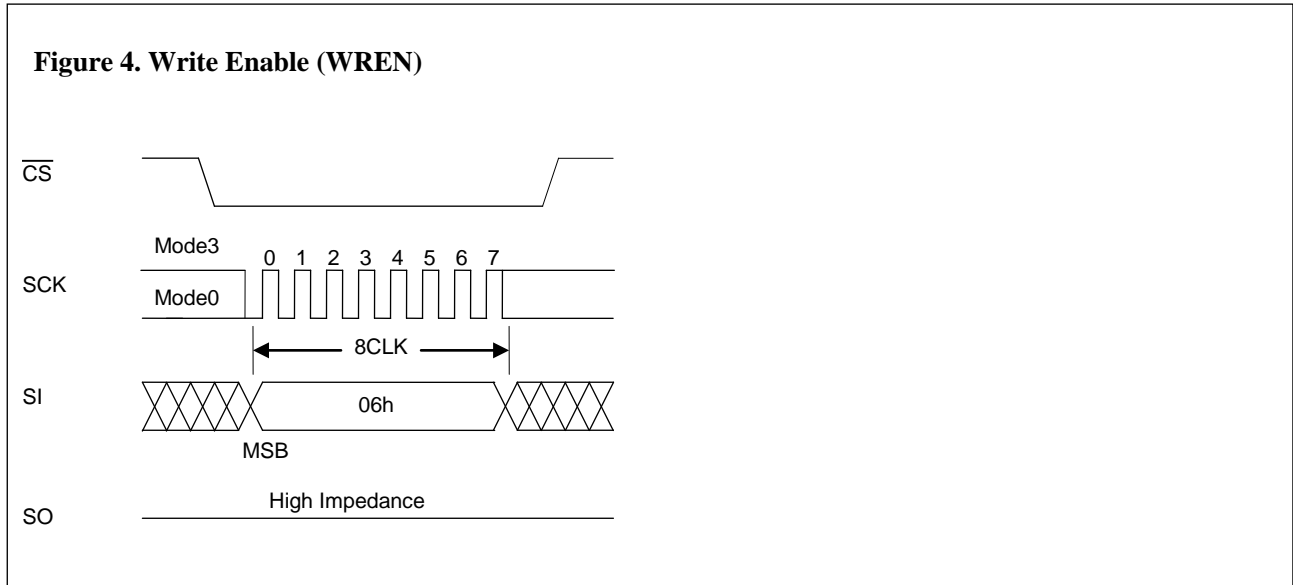 Figure 4. Write Enable (WREN)
CS
Mode3
0 1 2 3 4 5 6 7
SCK
Mode0
8CLK
SI
06h
MSB
High Impedance
SO